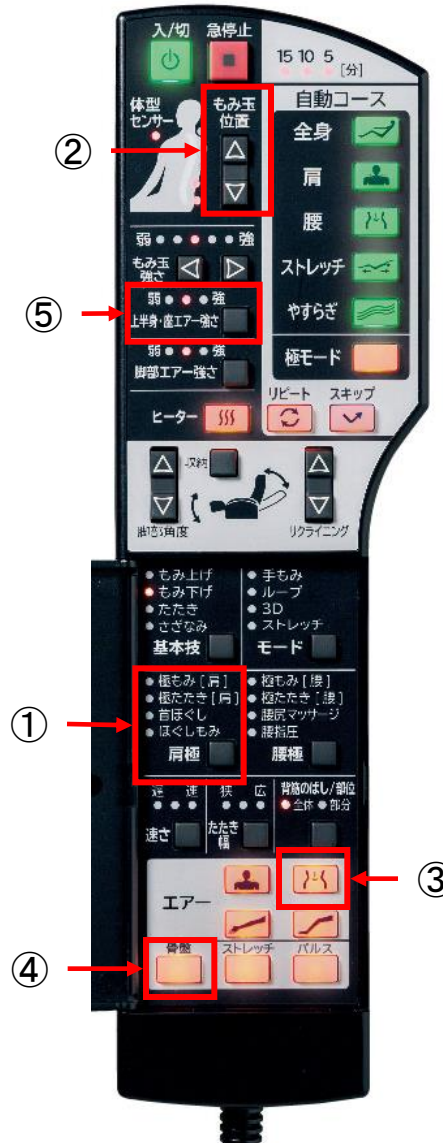 入/切 急停止
15 10 5 [分]
体型
センサー
もみ玉
位置
②
自動コース
全身
肩
腰
ストレッチ
やすらぎ
極モード
弱 強
もみ玉
強さ
⑤
弱 強
上半身・座エアー強さ
弱 強
脚部エアー強さ
ヒーター
リピート スキップ
収納
脚部角度
リクライニング
もみ上げ
もみ下げ
たたき
さざなみ
基本技
手もみ
ループ
3D
ストレッチ
モード
①
極もみ[肩]
極たたき[肩]
首ほぐし
ほぐしもみ
肩極
極もみ[腰]
極たたき[腰]
腰尻マッサージ
腰指圧
腰極
遅 速
速さ
狭 広
たたき
幅
背筋のばし/部位
全体 部分
エアー
③
④
骨盤 ストレッチ パルス